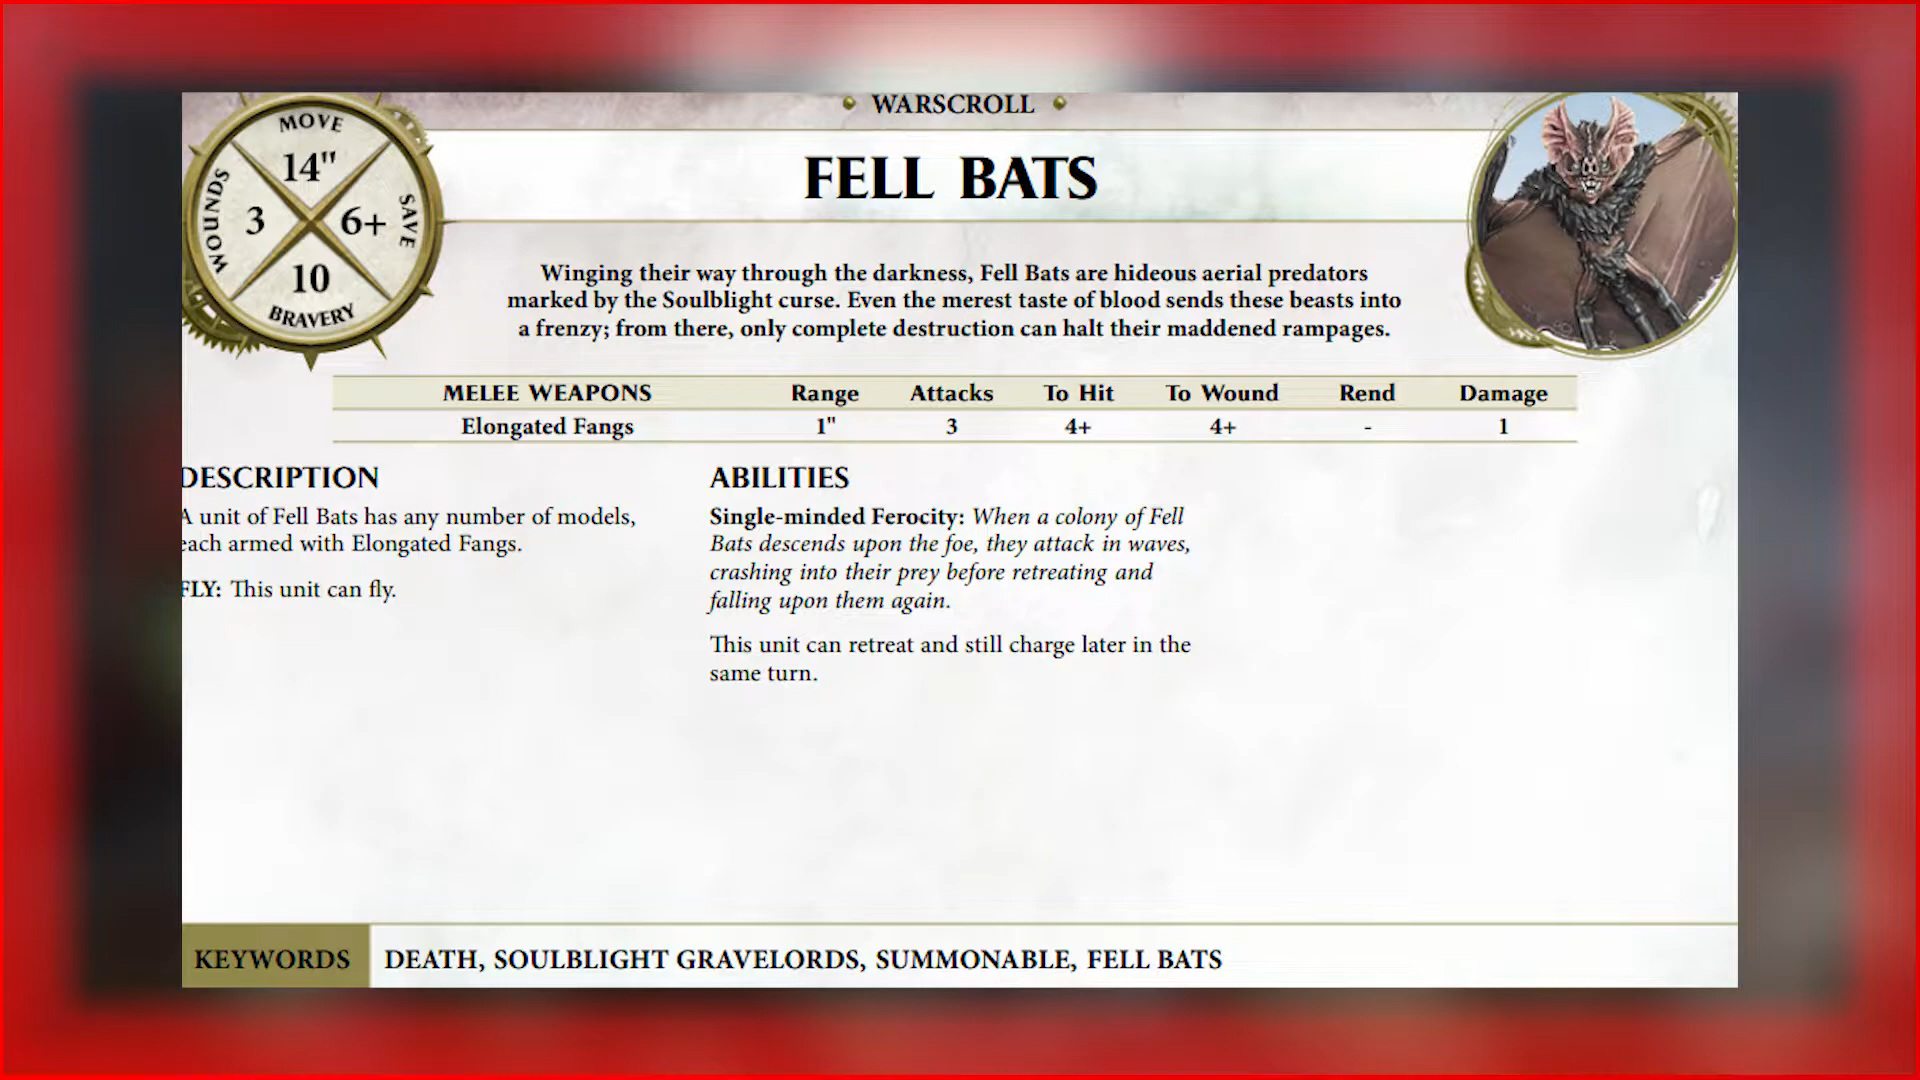 WARSCROLL
MOVE
14"
WOUNDS
3
6+
SAVE
10
BRAVERY
FELL BATS
Winging their way through the darkness, Fell Bats are hideous aerial predators
marked by the Soulblight curse. Even the merest taste of blood sends these beasts into
a frenzy; from there, only complete destruction can halt their maddened rampages.
MELEE WEAPONS Range Attacks To Hit To Wound Rend Damage
Elongated Fangs 1" 3 4+ 4+ - 1
DESCRIPTION
A unit of Fell Bats has any number of models,
each armed with Elongated Fangs.
FLY: This unit can fly.
ABILITIES
Single-minded Ferocity: When a colony of Fell
Bats descends upon the foe, they attack in waves,
crashing into their prey before retreating and
falling upon them again.
This unit can retreat and still charge later in the
same turn.
KEYWORDS DEATH, SOULBLIGHT GRAVELORDS, SUMMONABLE, FELL BATS